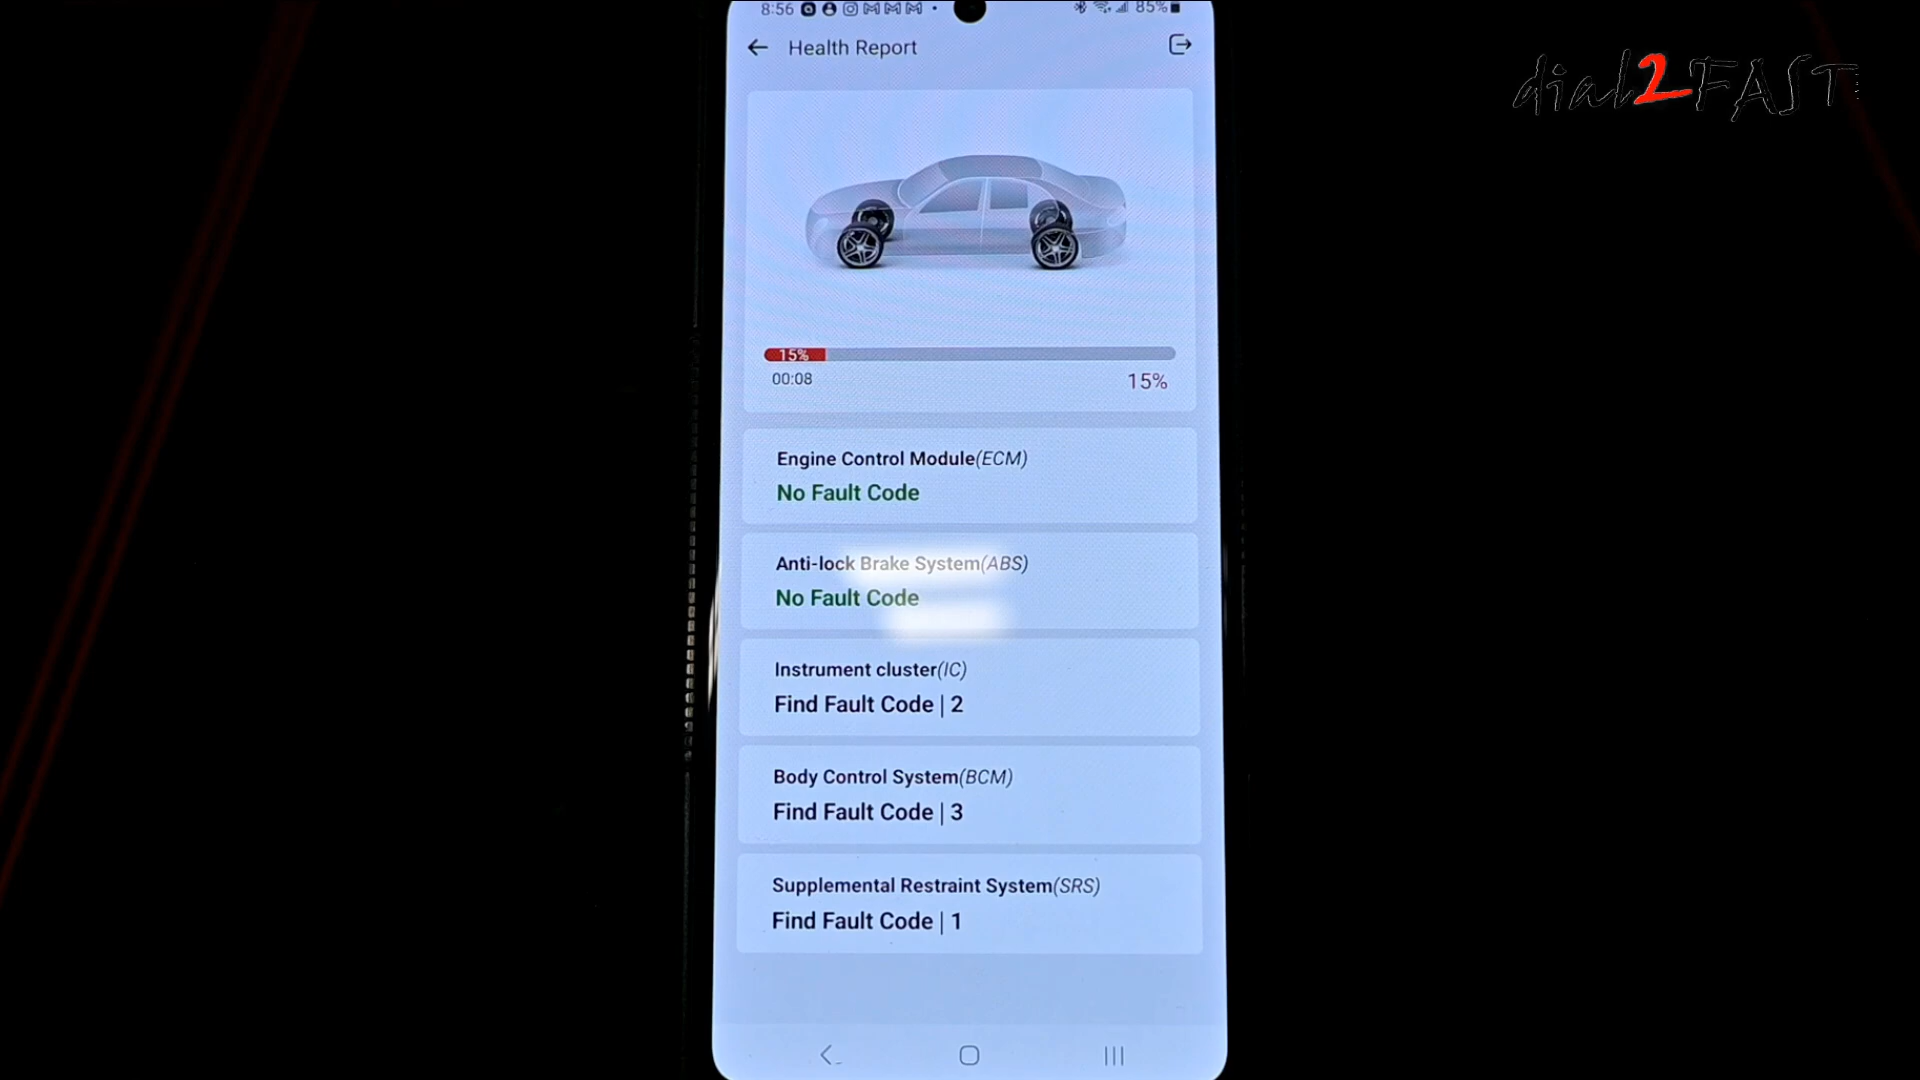 8:56
85%
Health Report
dial2FAST
15%
00:08
15%
Engine Control Module(ECM)
No Fault Code
Anti-lock Brake System(ABS)
No Fault Code
Instrument cluster(IC)
Find Fault Code | 2
Body Control System(BCM)
Find Fault Code | 3
Supplemental Restraint System(SRS)
Find Fault Code | 1